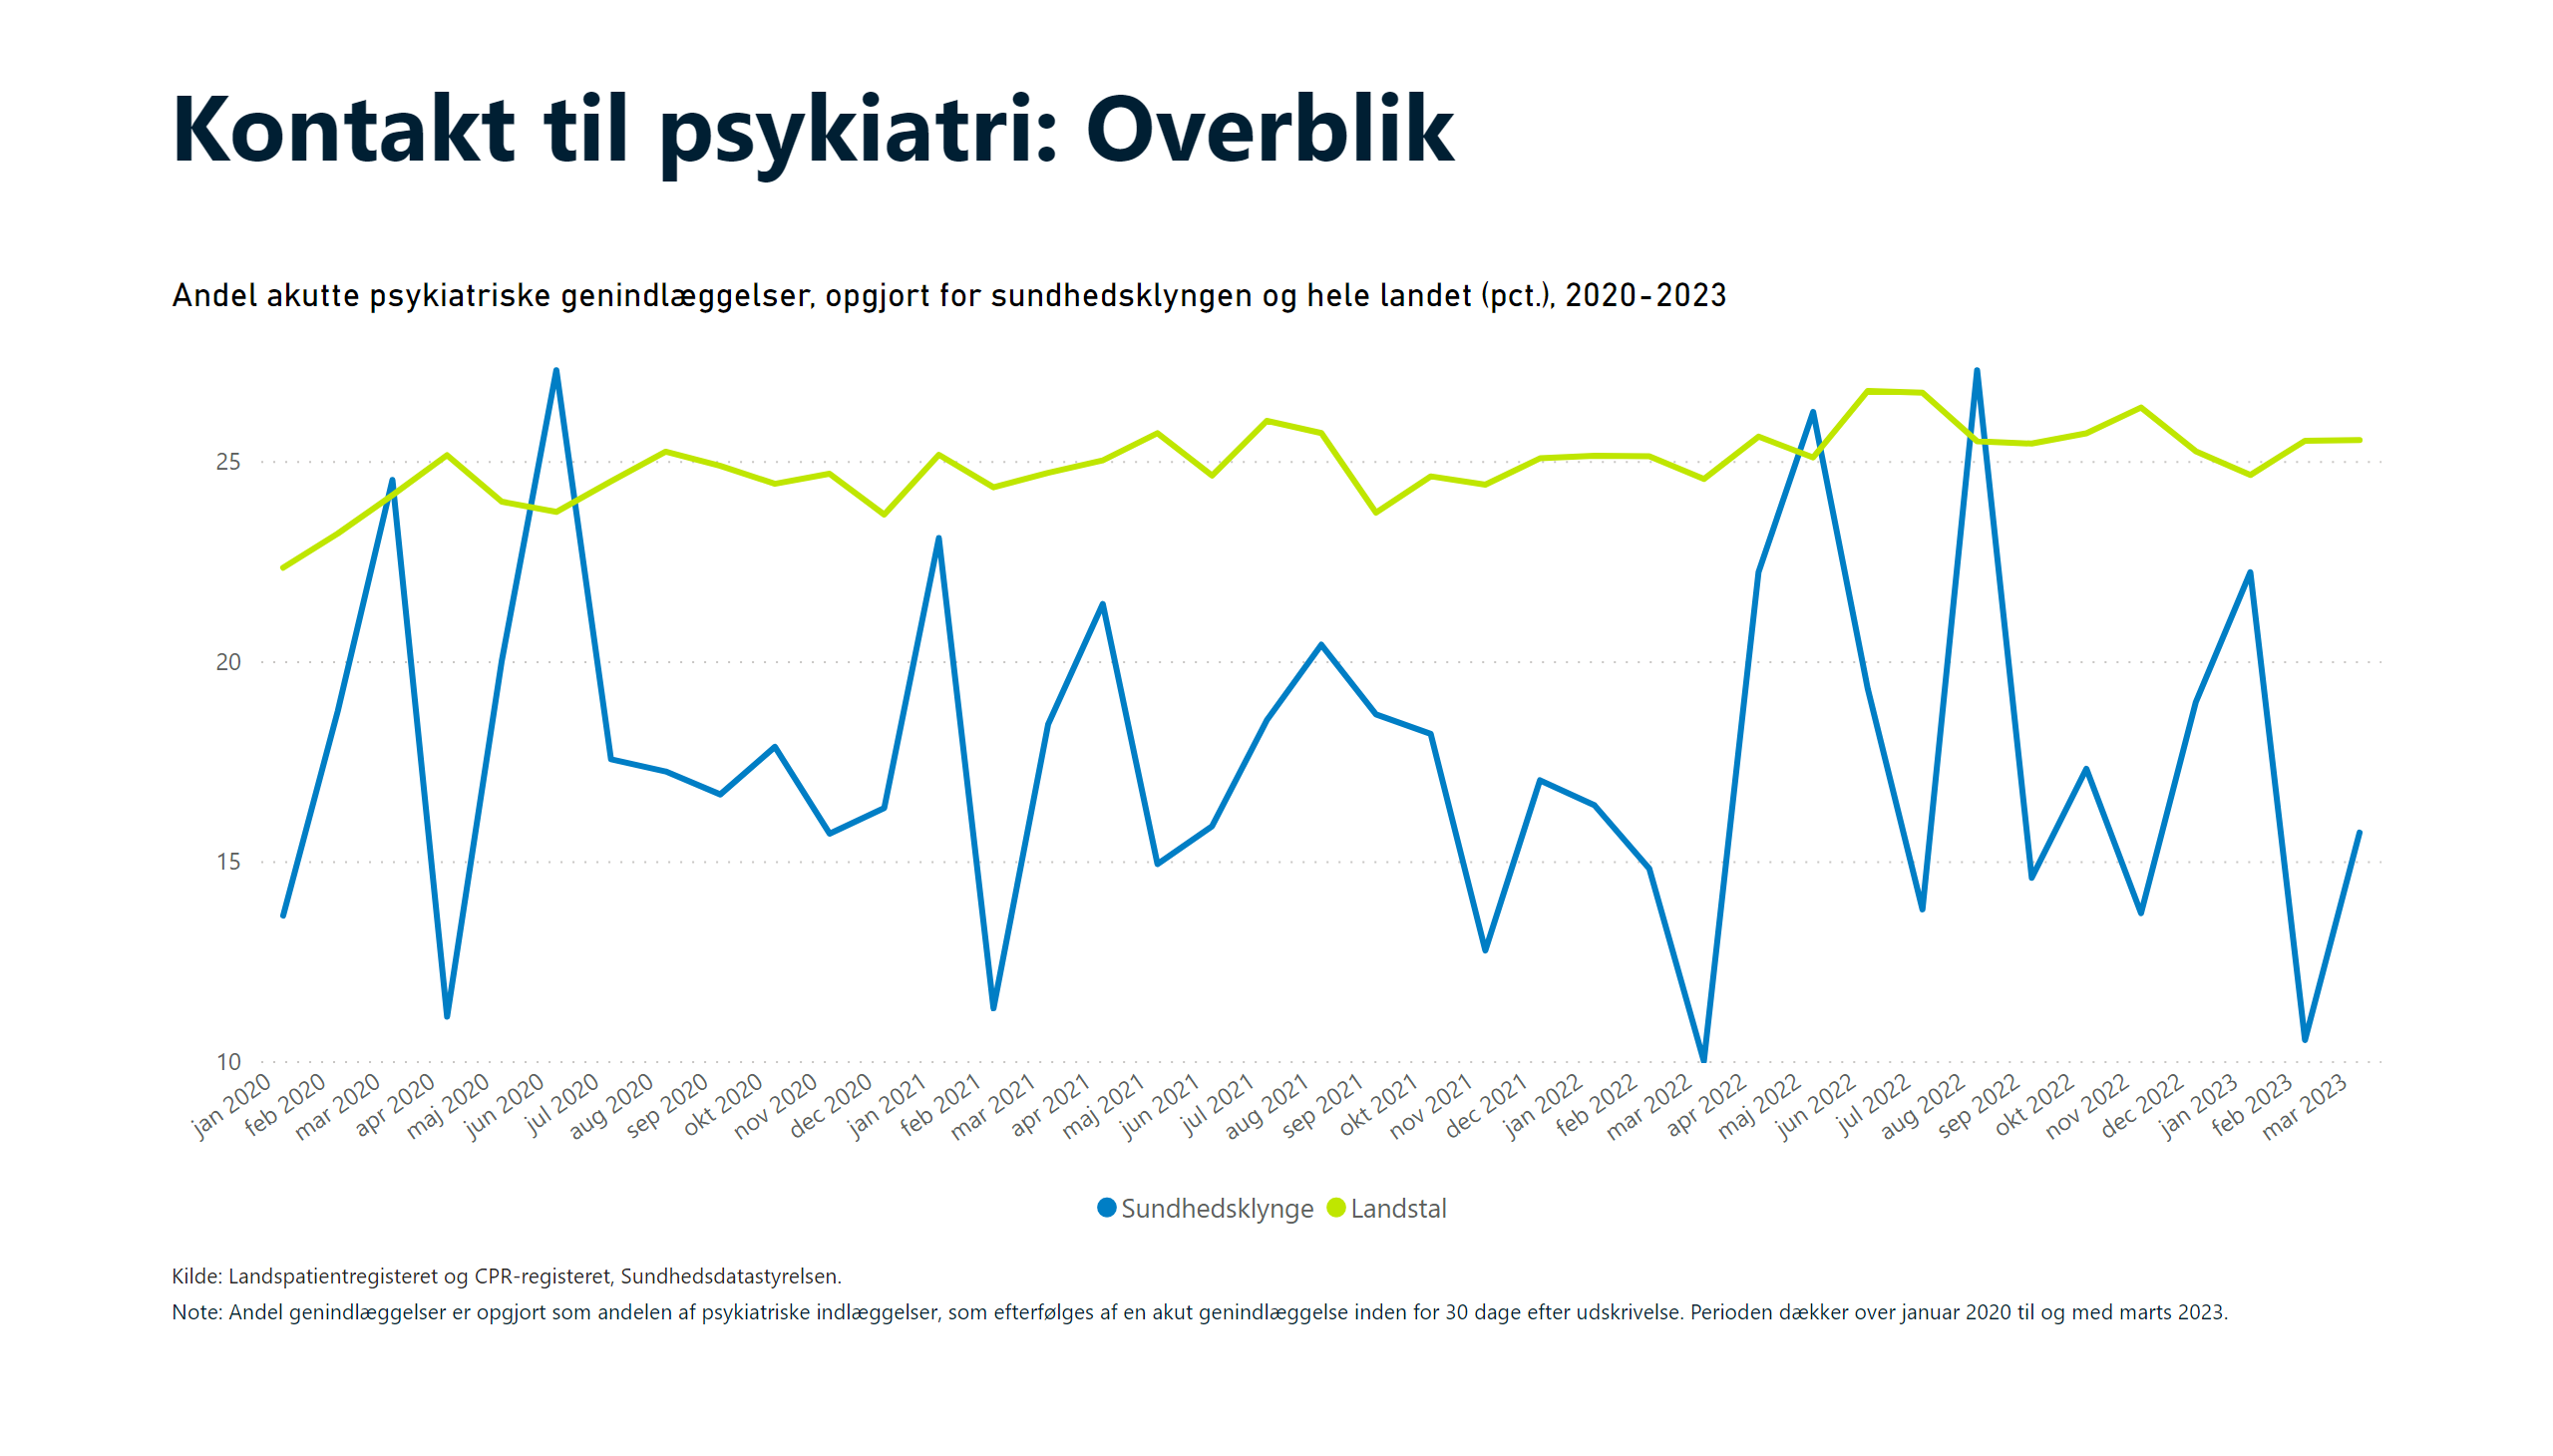 Kontakt til psykiatri: Overblik
Andel akutte psykiatriske genindlæggelser, opgjort for sundhedsklyngen og hele landet (pct.), 2020-2023
25
20
15
10
jan 2020
feb 2020
mar 2020
apr 2020
maj 2020
jun 2020
jul 2020
aug 2020
sep 2020
okt 2020
nov 2020
dec 2020
jan 2021
feb 2021
mar 2021
apr 2021
maj 2021
jun 2021
jul 2021
aug 2021
sep 2021
okt 2021
nov 2021
dec 2021
jan 2022
feb 2022
mar 2022
apr 2022
maj 2022
jun 2022
jul 2022
aug 2022
sep 2022
okt 2022
nov 2022
dec 2022
jan 2023
feb 2023
mar 2023
Sundhedsklynge Landstal
Kilde: Landspatientregisteret og CPR-registeret, Sundhedsdatastyrelsen.
Note: Andel genindlæggelser er opgjort som andelen af psykiatriske indlæggelser, som efterfølges af en akut genindlæggelse inden for 30 dage efter udskrivelse. Perioden dækker over januar 2020 til og med marts 2023.